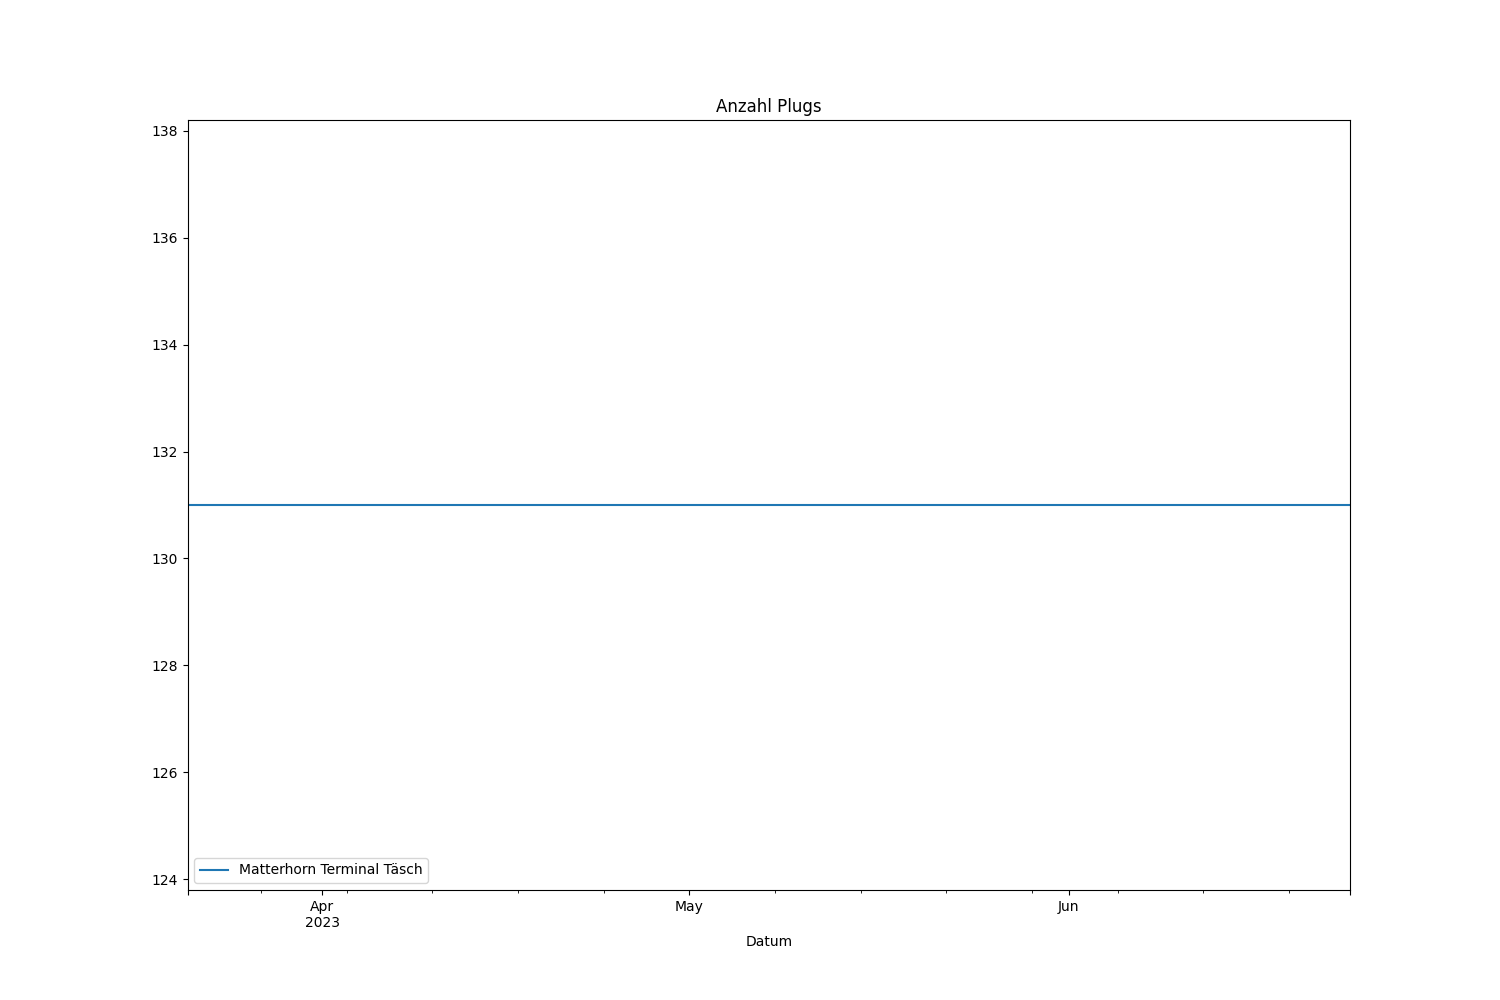 Anzahl Plugs
138
136
134
132
130
128
126
124
Matterhorn Terminal Täsch
Apr May Jun
2023
Datum